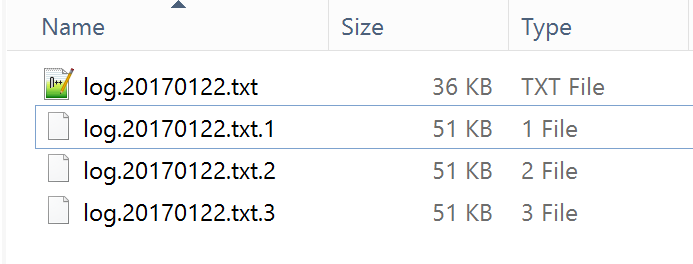 Name Size Type
log.20170122.txt 36 KB TXT File
log.20170122.txt.1 51 KB 1 File
log.20170122.txt.2 51 KB 2 File
log.20170122.txt.3 51 KB 3 File